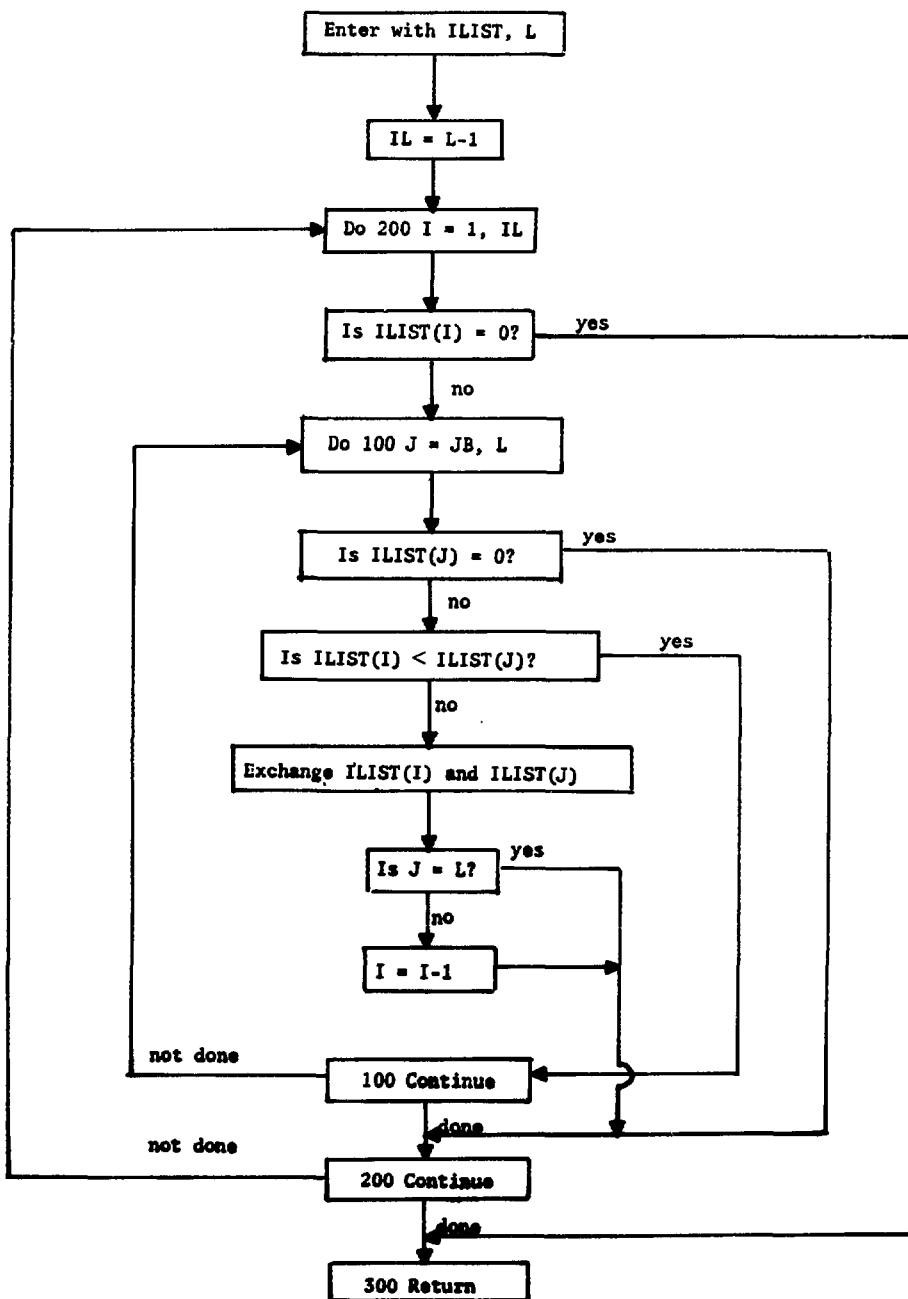 Enter with ILIST, L
IL = L-1
Do 200 I = 1, IL
Is ILIST(I) = 0?
yes
no
Do 100 J = JB, L
Is ILIST(J) = 0?
yes
no
Is ILIST(I) < ILIST(J)?
yes
no
Exchange ILIST(I) and ILIST(J)
Is J = L?
yes
no
I = I-1
not done
100 Continue
done
not done
200 Continue
done
300 Return